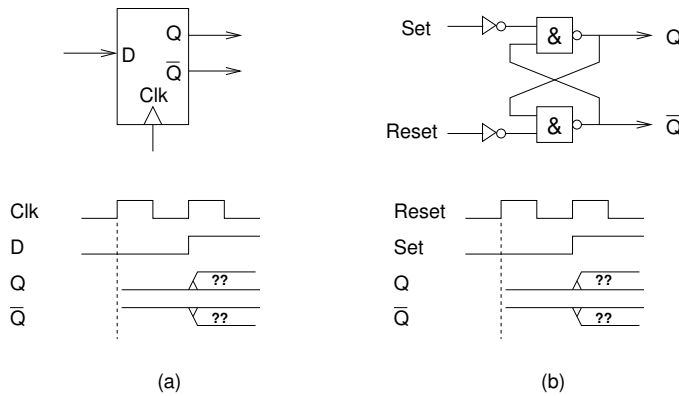 D
Q
Q̅
Clk
Set
&
Q
Reset
&
Q̅
Clk
D
Q
??
Q̅
??
Reset
Set
Q
??
Q̅
??
(a)
(b)